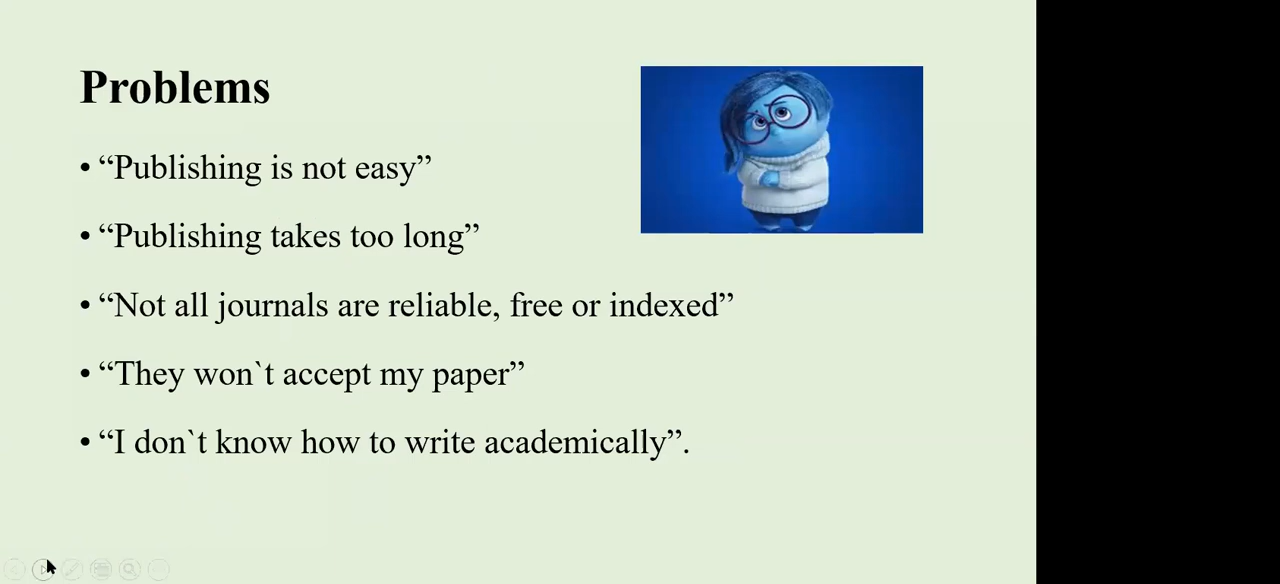 Problems
• “Publishing is not easy”
• “Publishing takes too long”
• “Not all journals are reliable, free or indexed”
• “They won`t accept my paper”
• “I don`t know how to write academically”.